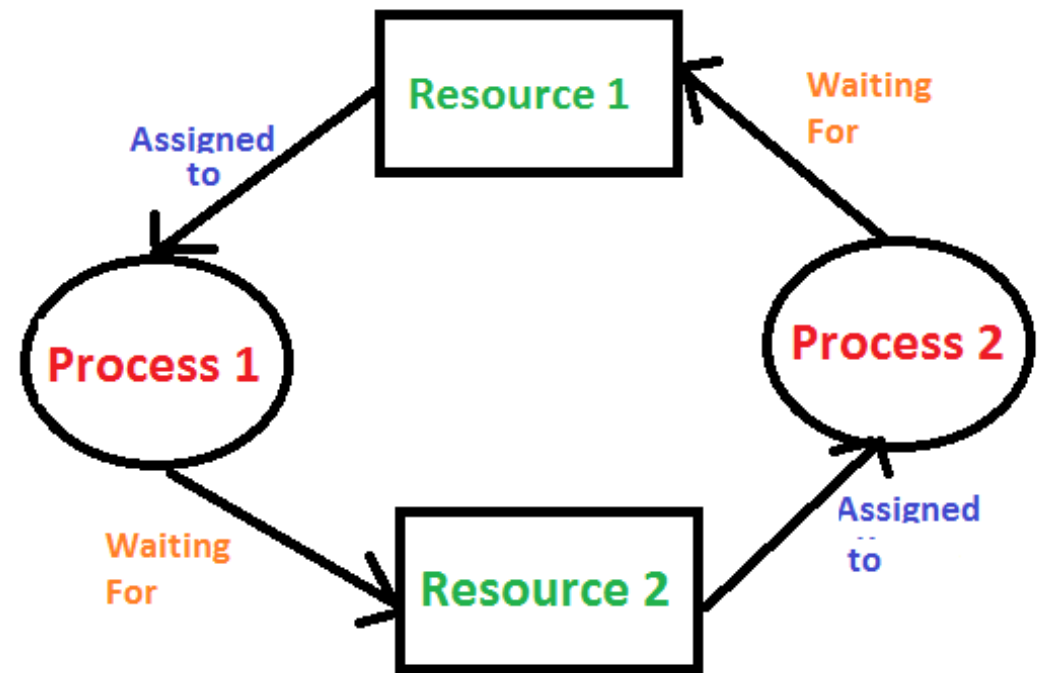 Resource 1
Waiting
For
Assigned
to
Process 1
Process 2
Waiting
For
Resource 2
Assigned
to